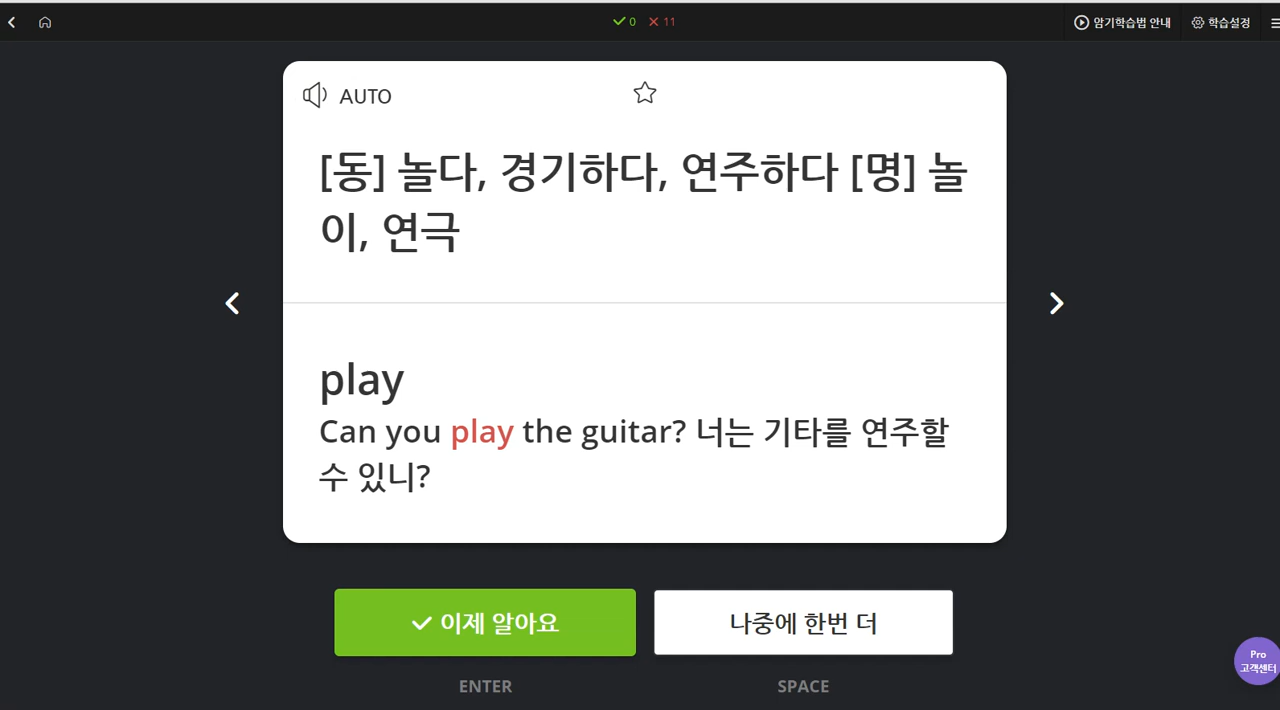 0 11 암기학습법 안내 학습설정
AUTO
[동] 놀다, 경기하다, 연주하다 [명] 놀
이, 연극
play
Can you play the guitar? 너는 기타를 연주할
수 있니?
이제 알아요 나중에 한번 더
ENTER SPACE
Pro
고객센터